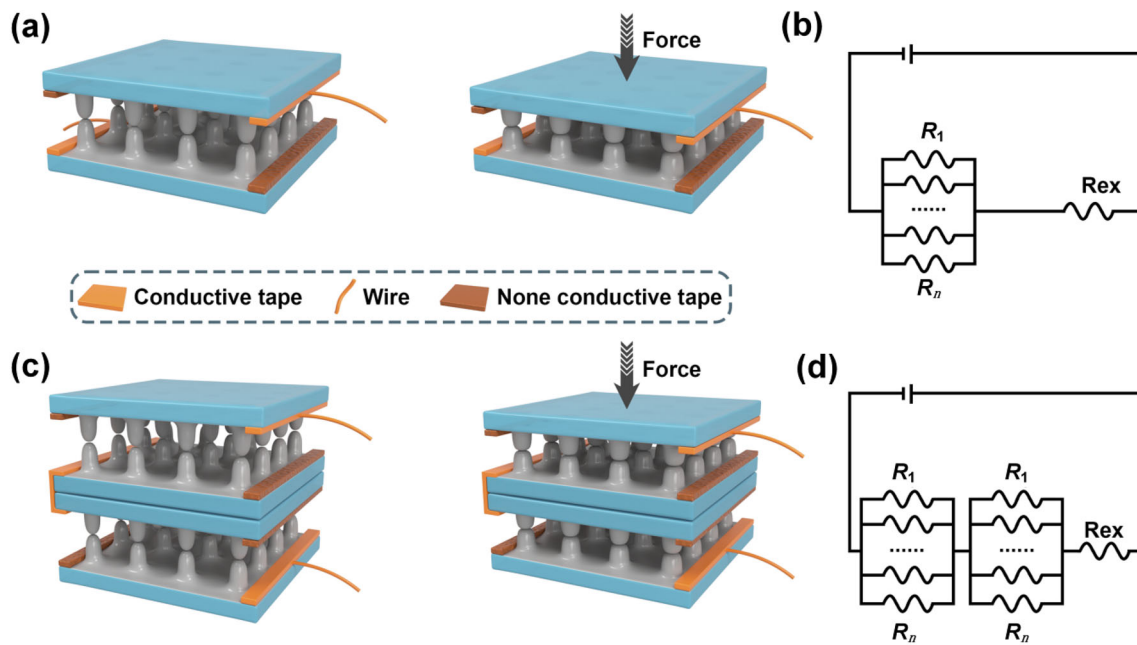 (a)
Force
(b)
R1
......
Rn
Rex
Conductive tape
Wire
None conductive tape
(c)
Force
(d)
R1
R1
......
......
Rn
Rn
Rex